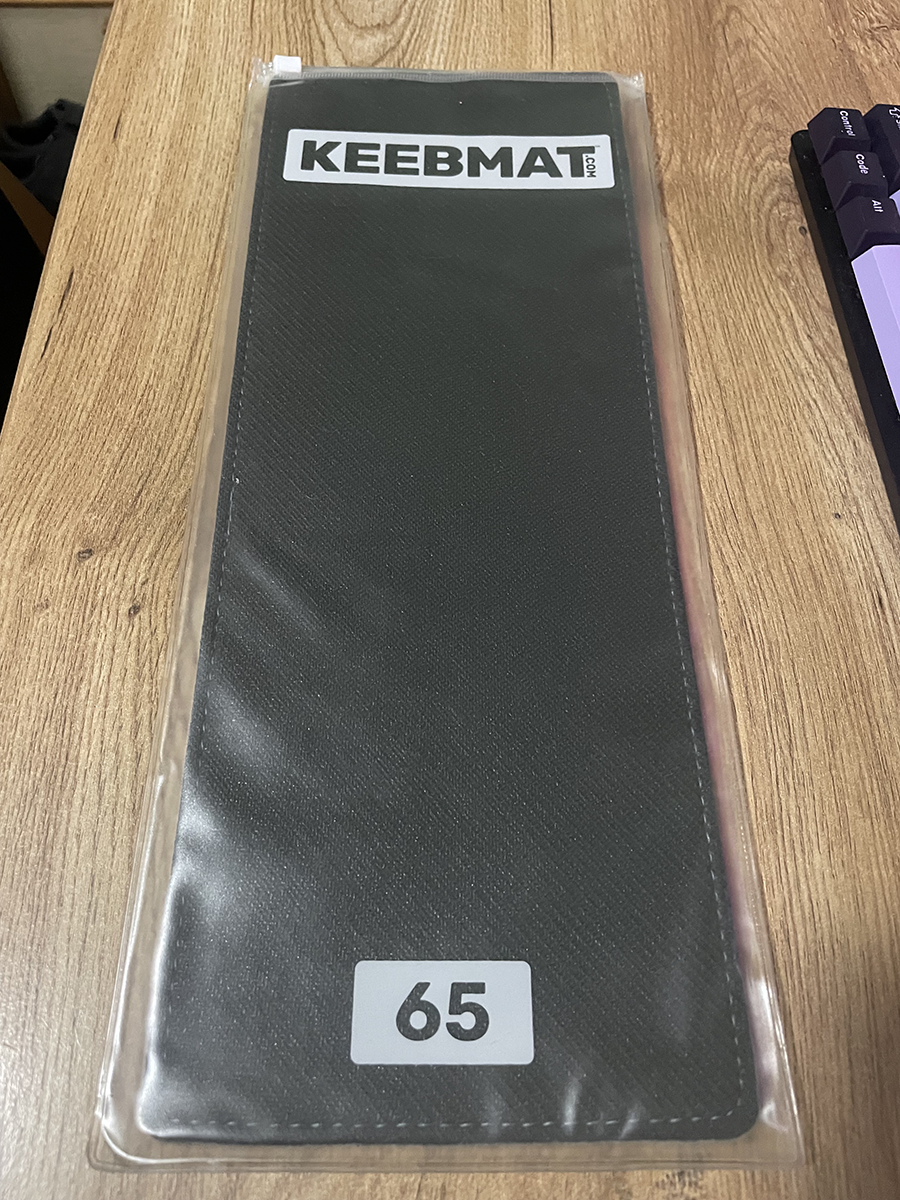 KEEBMAT.COM
65
Control
Code
Alt